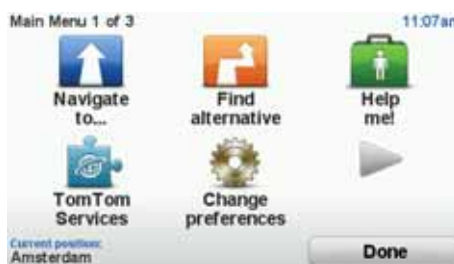 Main Menu 1 of 3
11:07am
Navigate
to...
Find
alternative
Help
me!
TomTom
Services
Change
preferences
Current position:
Amsterdam
Done